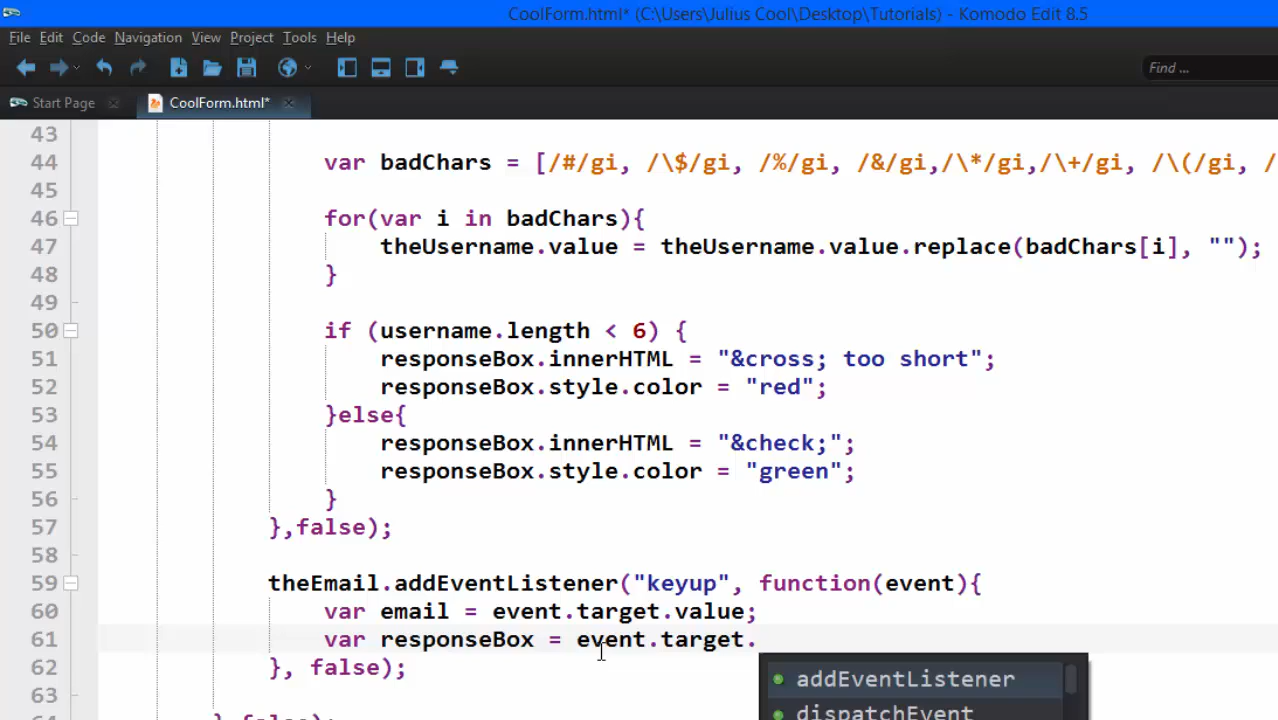 CoolForm.html* (C:\Users\Julius Cool\Desktop\Tutorials) - Komodo Edit 8.5
File Edit Code Navigation View Project Tools Help
Find ...
Start Page CoolForm.html*
43
44 var badChars = [/#/gi, /\$/gi, /%/gi, /&/gi,/\*/gi,/\+/gi, /\(/gi, /
45
46 for(var i in badChars){
47 theUsername.value = theUsername.value.replace(badChars[i], "");
48 }
49
50 if (username.length < 6) {
51 responseBox.innerHTML = "&cross; too short";
52 responseBox.style.color = "red";
53 }else{
54 responseBox.innerHTML = "&check;";
55 responseBox.style.color = "green";
56 }
57 },false);
58
59 theEmail.addEventListener("keyup", function(event){
60 var email = event.target.value;
61 var responseBox = event.target.
62 }, false);
addEventListener
63
dispatchEvent